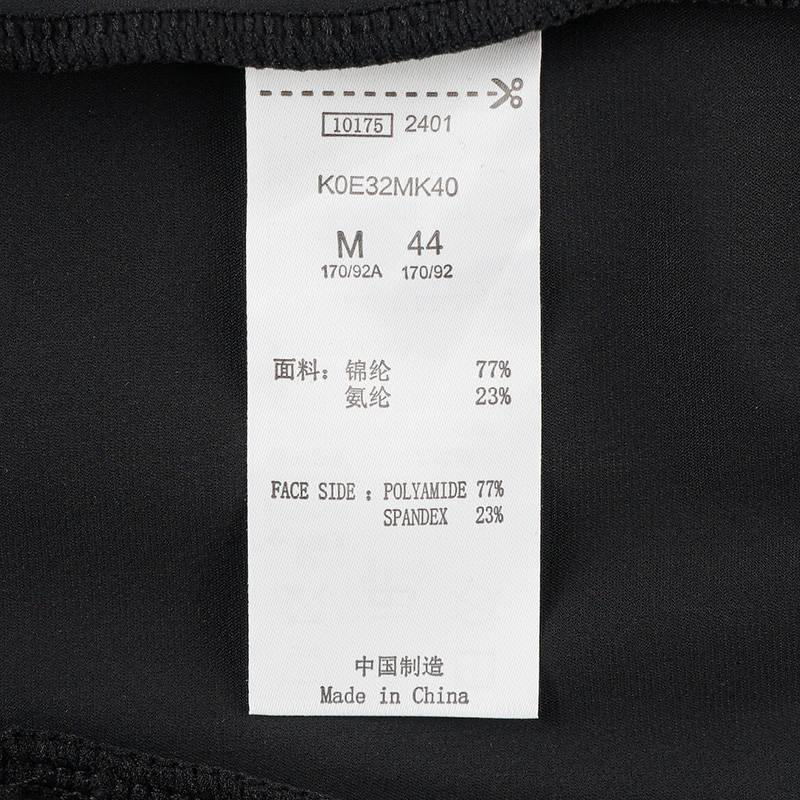 10175 2401
K0E32MK40
M 44
170/92A 170/92
面料：锦纶 77%
氨纶 23%
FACE SIDE : POLYAMIDE 77%
SPANDEX 23%
中国制造
Made in China